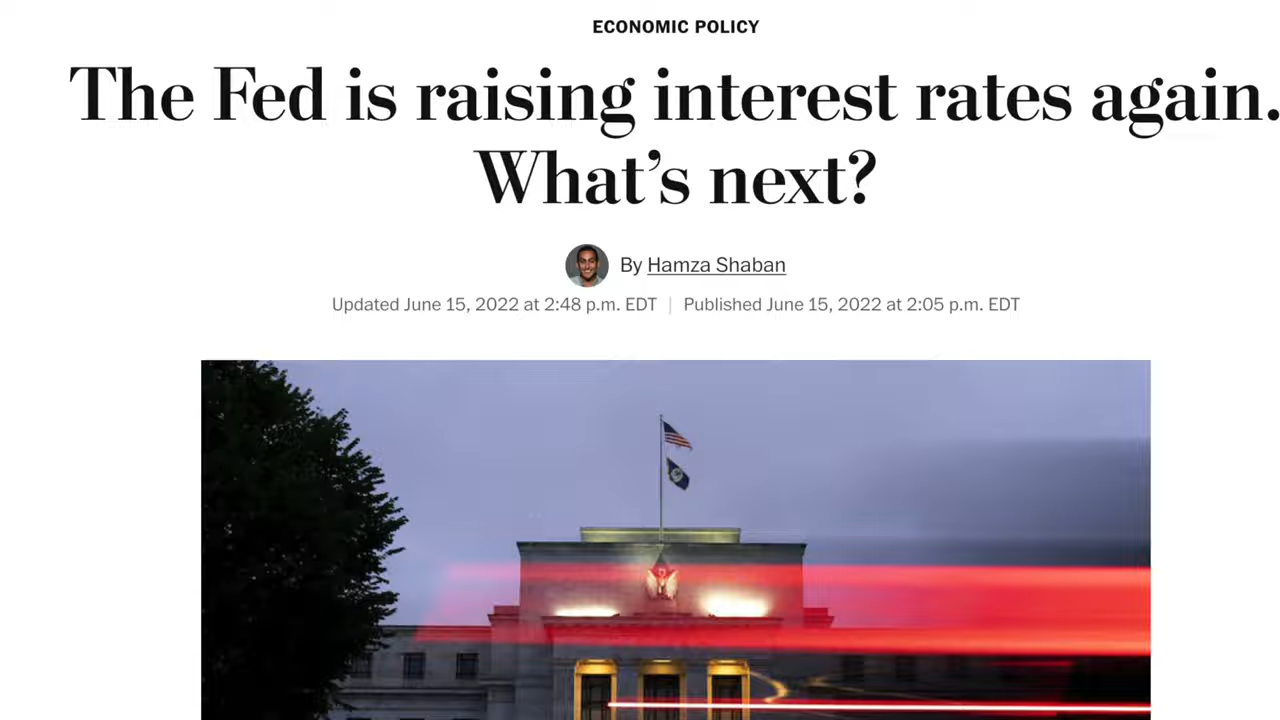 ECONOMIC POLICY
The Fed is raising interest rates again.
What’s next?
By Hamza Shaban
Updated June 15, 2022 at 2:48 p.m. EDT | Published June 15, 2022 at 2:05 p.m. EDT